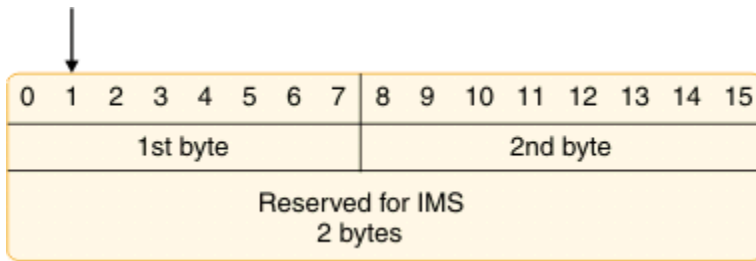 0 1 2 3 4 5 6 7 8 9 10 11 12 13 14 15
1st byte 2nd byte
Reserved for IMS
2 bytes